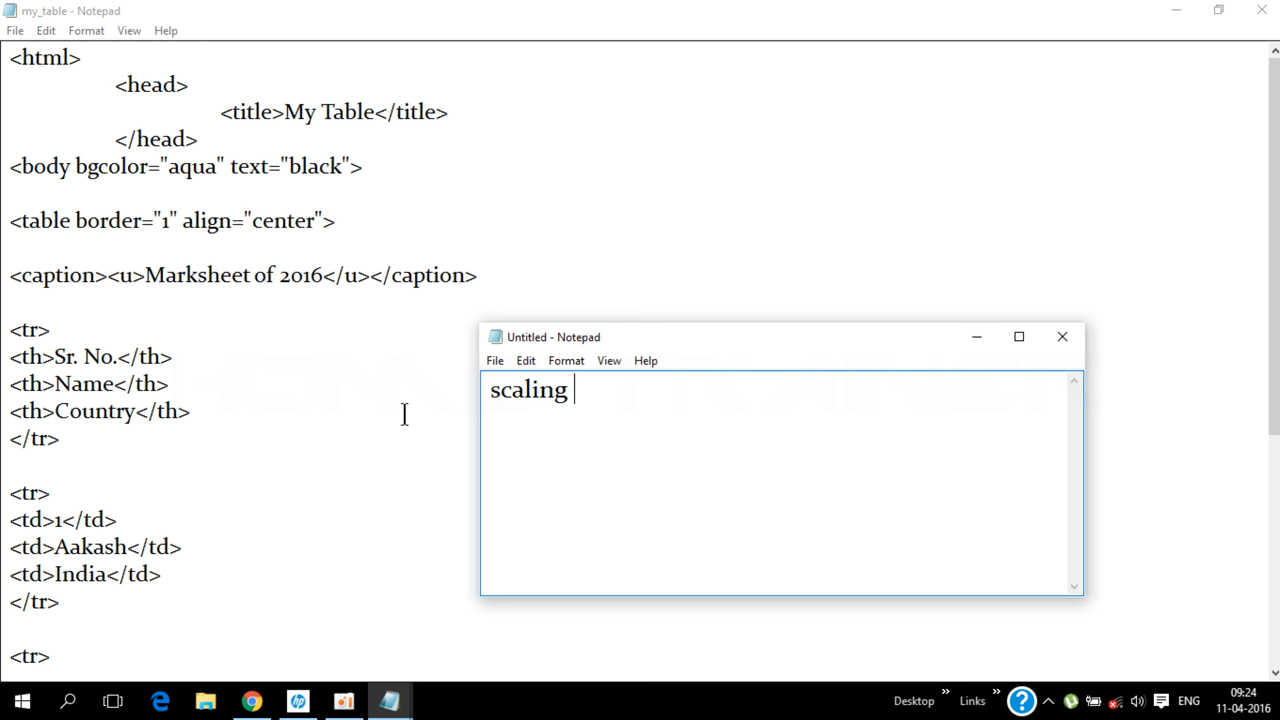 my_table - Notepad
File Edit Format View Help
<html>
<head>
<title>My Table</title>
</head>
<body bgcolor="aqua" text="black">
<table border="1" align="center">
<caption><u>Marksheet of 2016</u></caption>
<tr>
<th>Sr. No.</th>
<th>Name</th>
<th>Country</th>
</tr>
<tr>
<td>1</td>
<td>Aakash</td>
<td>India</td>
</tr>
<tr>
Untitled - Notepad
File Edit Format View Help
scaling
HOME TRAINER
Desktop
Links
ENG
09:24
11-04-2016